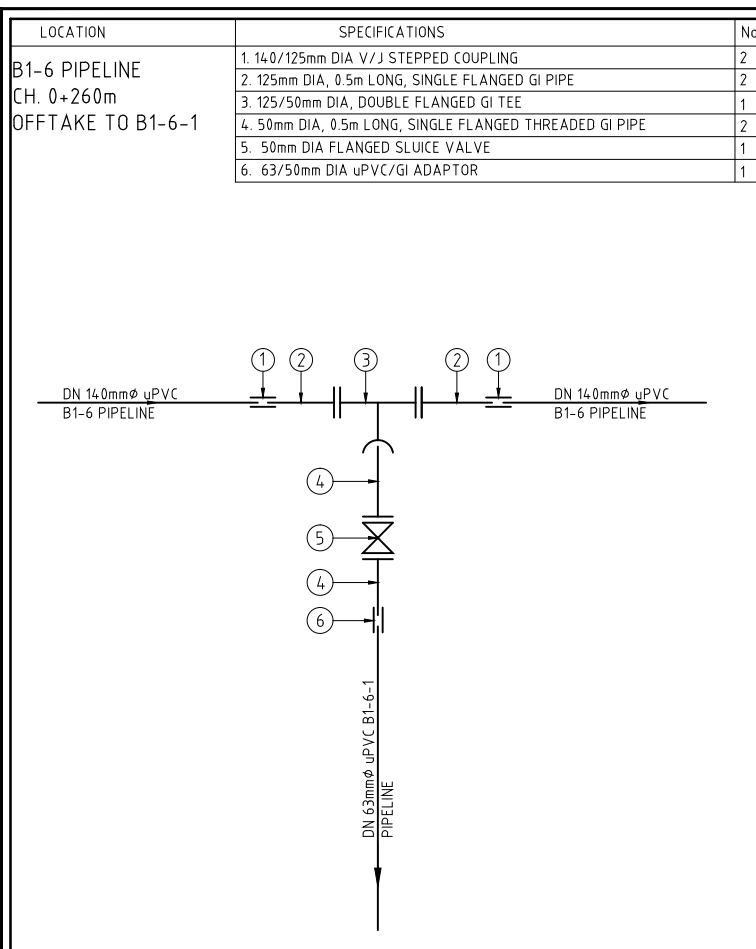 LOCATION SPECIFICATIONS No
B1-6 PIPELINE
CH. 0+260m
OFFTAKE TO B1-6-1
1. 140/125mm DIA V/J STEPPED COUPLING 2
2. 125mm DIA, 0.5m LONG, SINGLE FLANGED GI PIPE 2
3. 125/50mm DIA, DOUBLE FLANGED GI TEE 1
4. 50mm DIA, 0.5m LONG, SINGLE FLANGED THREADED GI PIPE 2
5. 50mm DIA FLANGED SLUICE VALVE 1
6. 63/50mm DIA uPVC/GI ADAPTOR 1
1 2 3 2 1
DN 140mmØ uPVC
B1-6 PIPELINE
DN 140mmØ uPVC
B1-6 PIPELINE
4
5
4
6
DN 63mmØ uPVC B1-6-1
PIPELINE